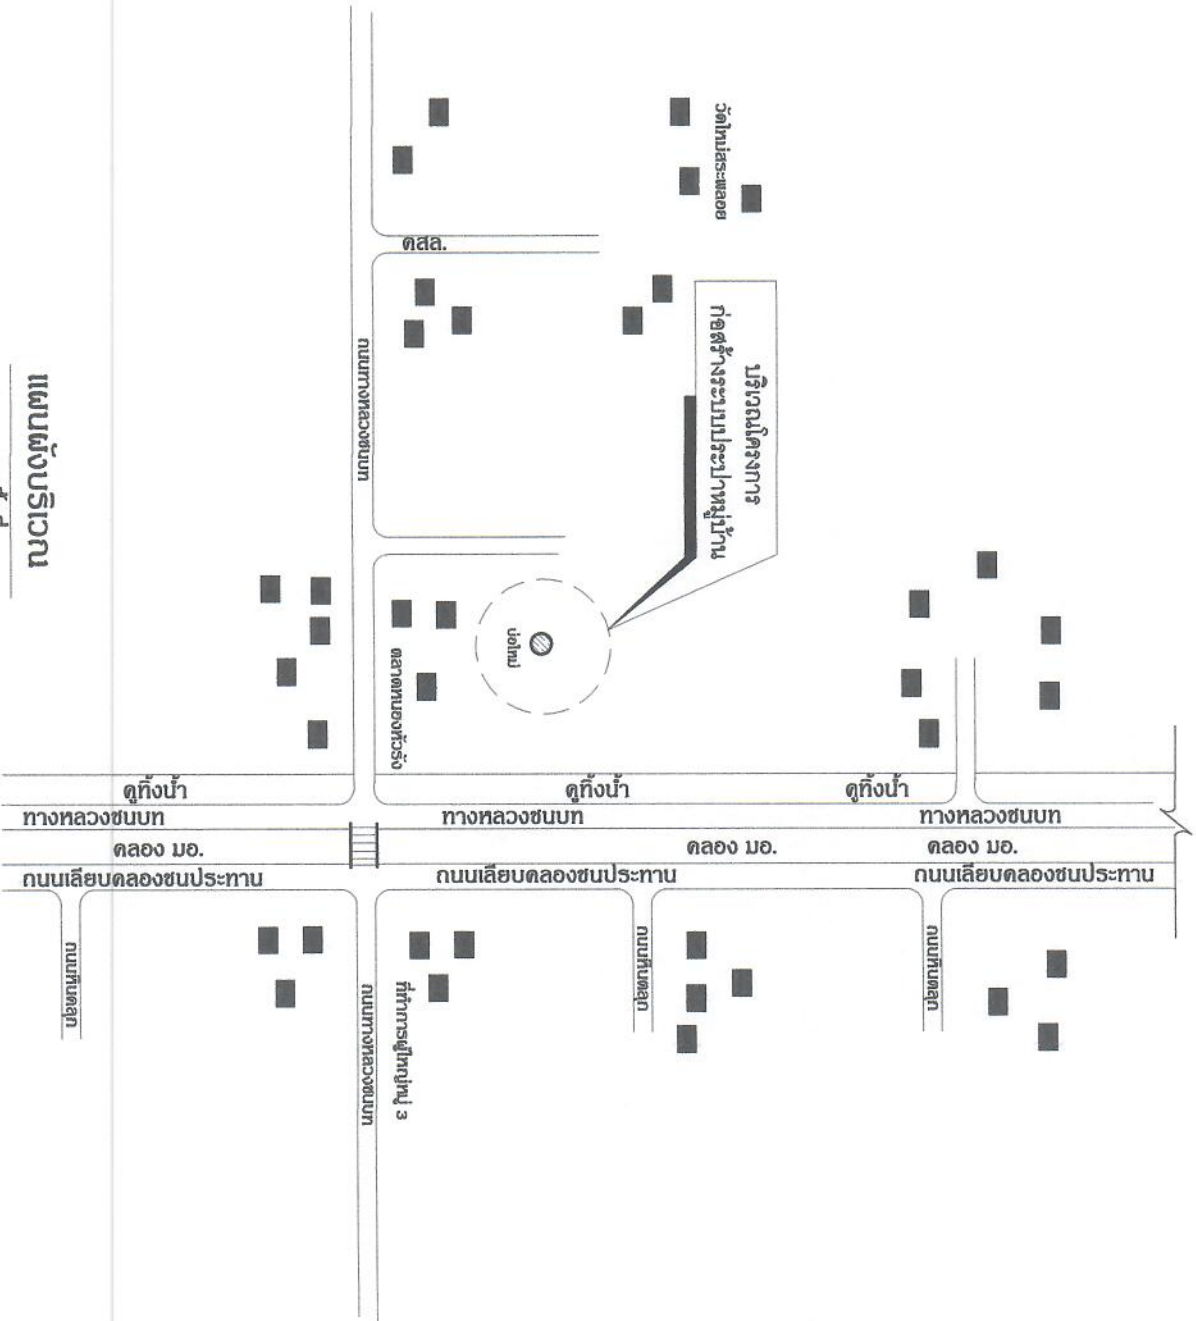 วัดใหม่สระพลอย
คสล.
บริเวณโครงการ
ก่อสร้างระบบประปาหมู่บ้าน
ถนนทางหลวงชนบท
แผนผังบริเวณ
บ่อใหม่
ตลาดหนองหัวรัง
คูทิ้งน้ำ
คูทิ้งน้ำ
คูทิ้งน้ำ
ทางหลวงชนบท
ทางหลวงชนบท
ทางหลวงชนบท
คลอง มอ.
คลอง มอ.
คลอง มอ.
ถนนเลียบคลองชนประทาน
ถนนเลียบคลองชนประทาน
ถนนเลียบคลองชนประทาน
ถนนหินคลุก
ถนนทางหลวงชนบท
ที่ทำการผู้ใหญ่หมู่ 3
ถนนหินคลุก
ถนนหินคลุก